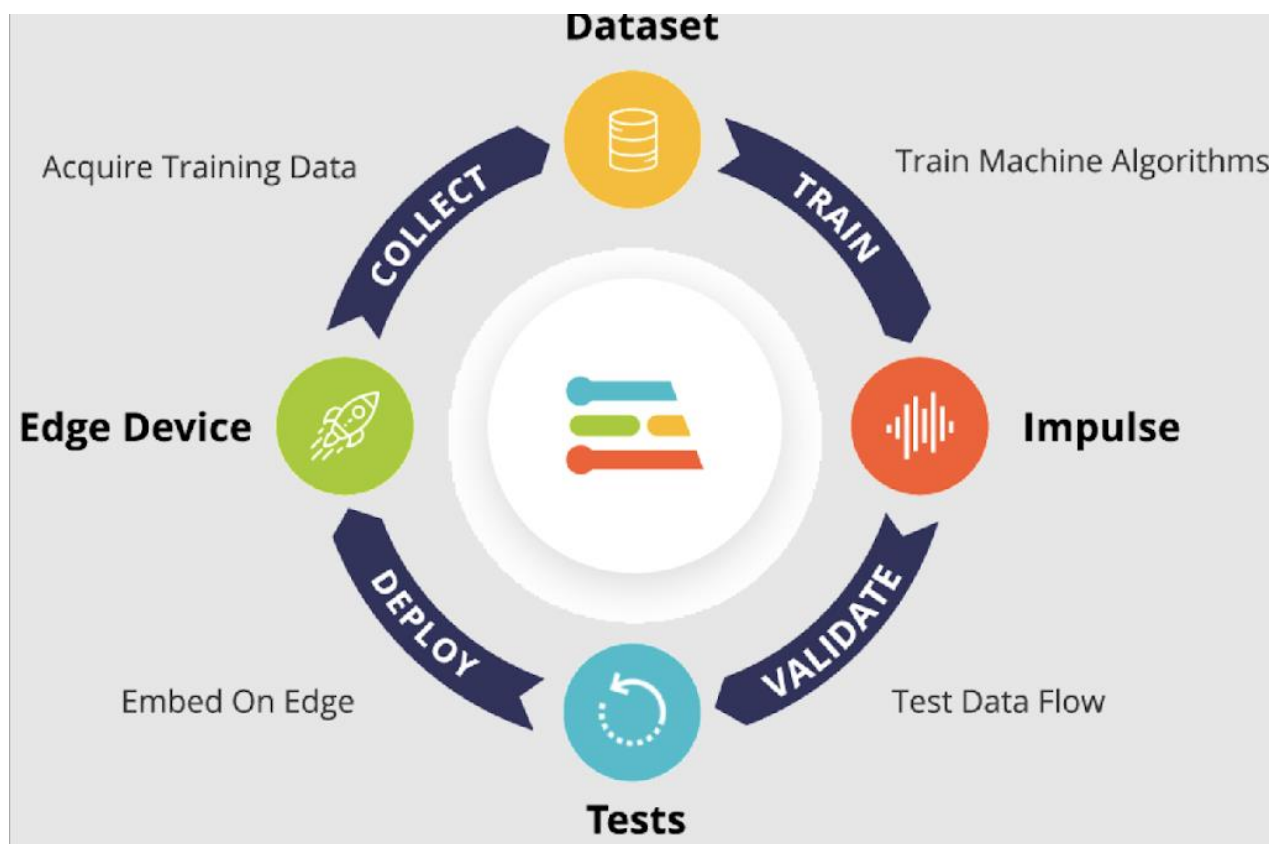 Dataset
Acquire Training Data
COLLECT
TRAIN
Train Machine Algorithms
Edge Device
Impulse
DEPLOY
VALIDATE
Embed On Edge
Test Data Flow
Tests